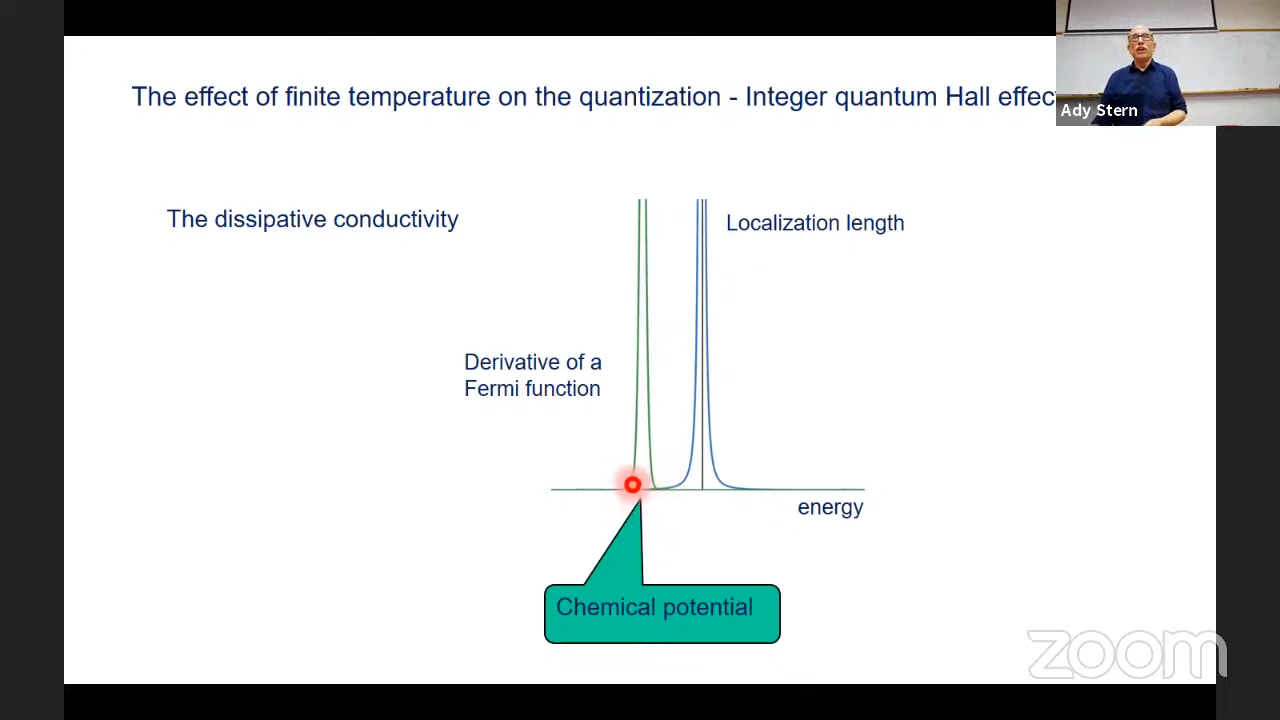 The effect of finite temperature on the quantization - Integer quantum Hall effec
Ady Stern
The dissipative conductivity
Localization length
Derivative of a
Fermi function
energy
Chemical potential
zoom